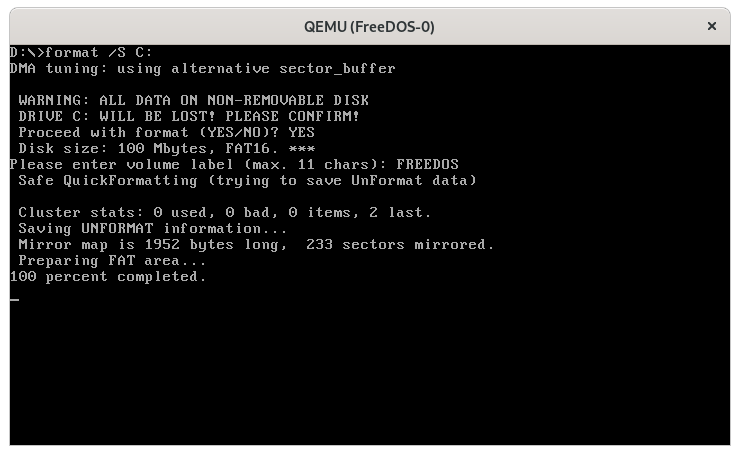 QEMU (FreeDOS-0)
×
D:\>format /S C:
DMA tuning: using alternative sector_buffer
WARNING: ALL DATA ON NON-REMOVABLE DISK
DRIVE C: WILL BE LOST! PLEASE CONFIRM!
Proceed with format (YES/NO)? YES
Disk size: 100 Mbytes, FAT16. ***
Please enter volume label (max. 11 chars): FREEDOS
Safe QuickFormatting (trying to save UnFormat data)
Cluster stats: 0 used, 0 bad, 0 items, 2 last.
Saving UNFORMAT information...
Mirror map is 1952 bytes long,  233 sectors mirrored.
Preparing FAT area...
100 percent completed.
_